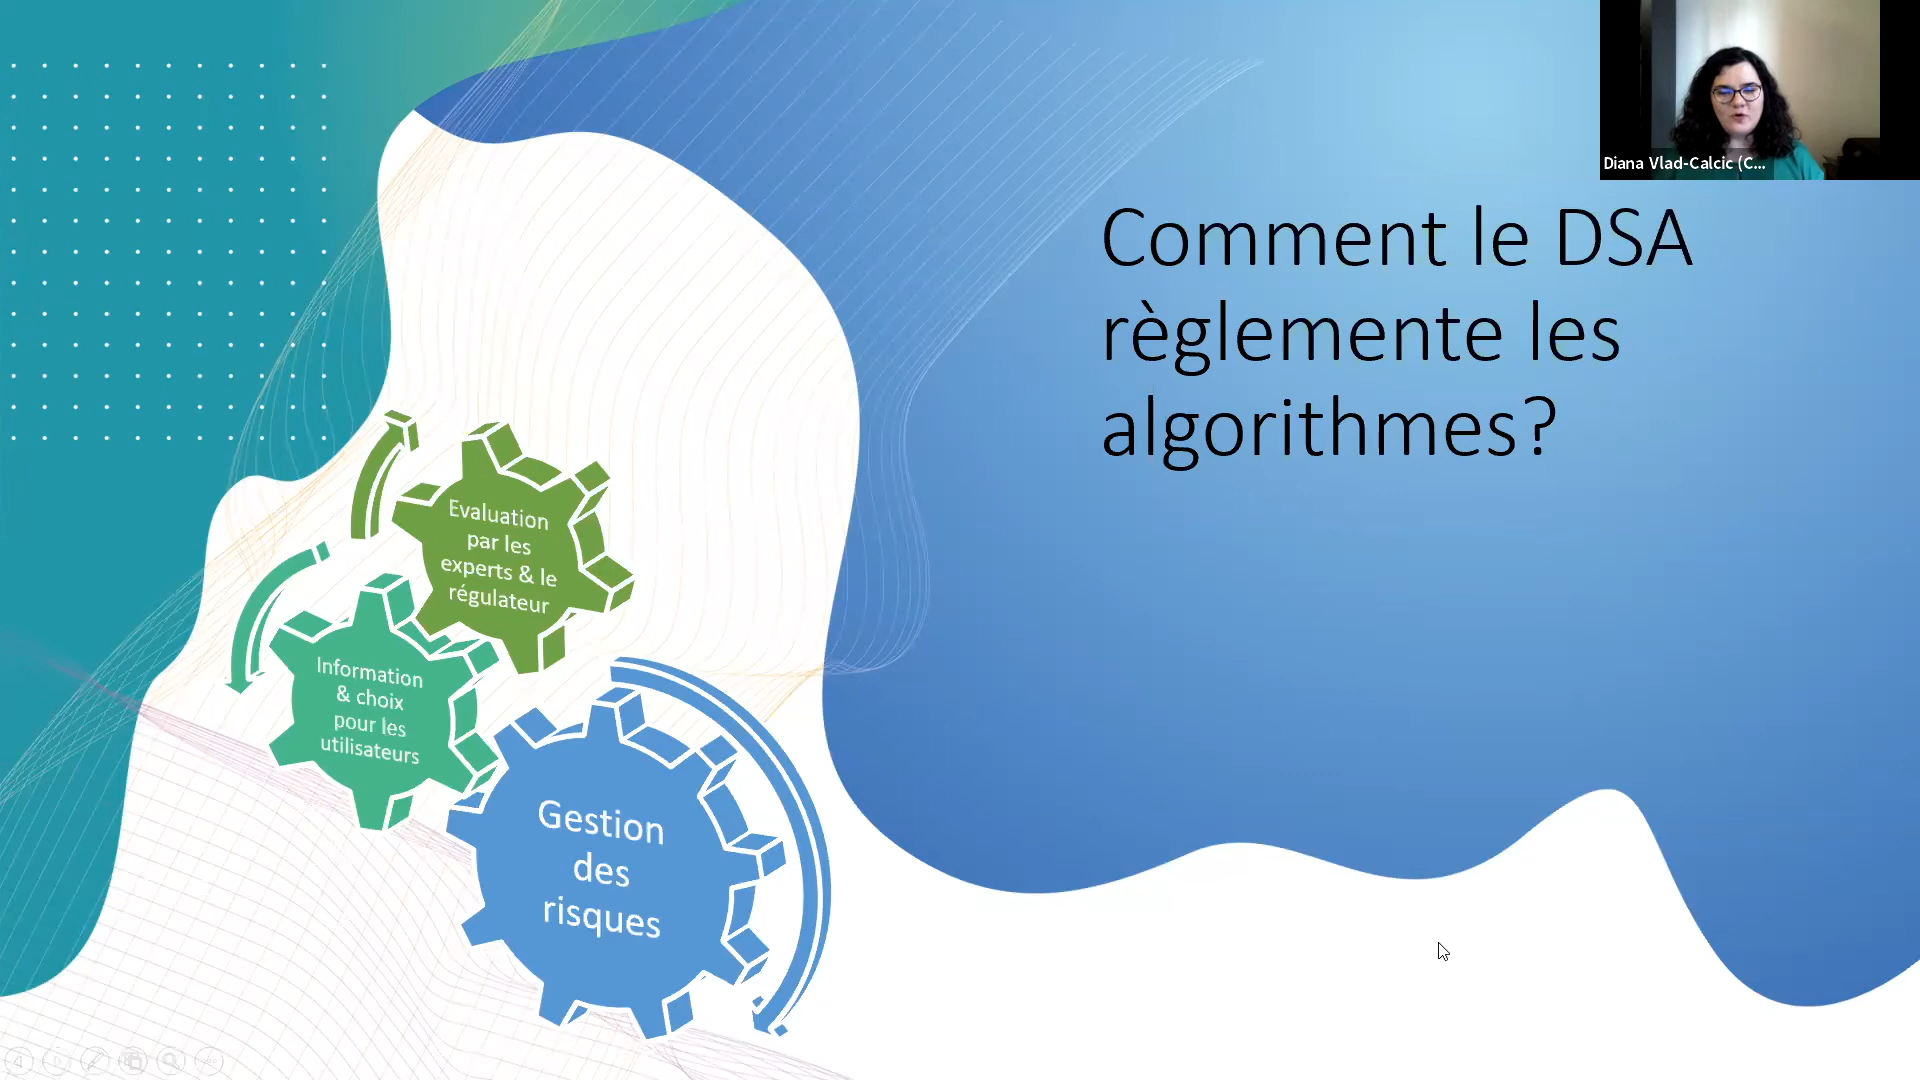 Diana Vlad-Calcic (C...
Comment le DSA
règlemente les
algorithmes?
Evaluation
par les
experts & le
régulateur
Information
& choix
pour les
utilisateurs
Gestion
des
risques